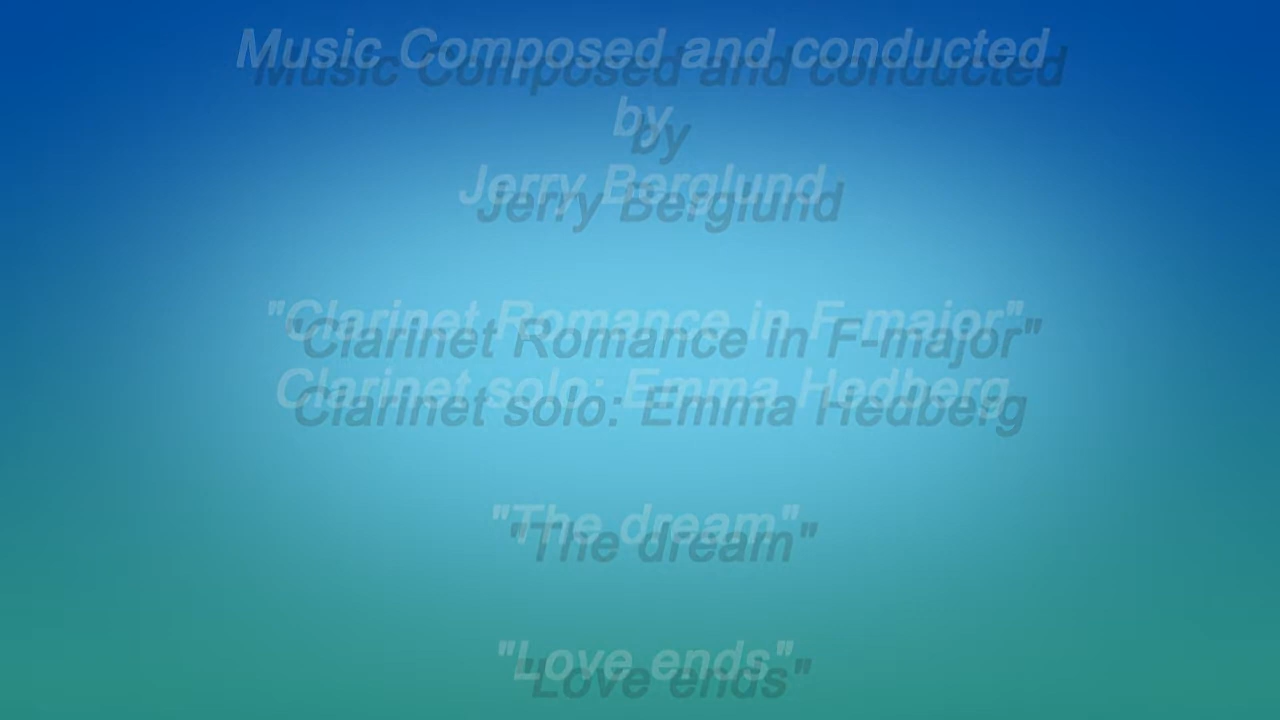 Music Composed and conducted
by
Jerry Berglund
"Clarinet Romance in F-major"
Clarinet solo: Emma Hedberg
"The dream"
"Love ends"